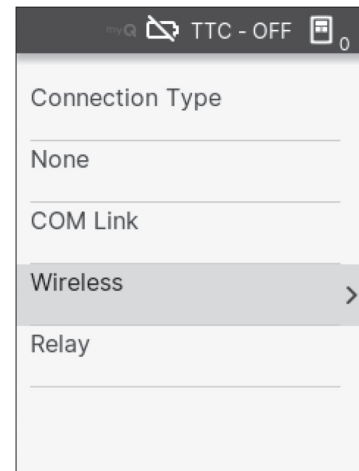 myQ TTC - OFF 0
Connection Type
None
COM Link
Wireless
Relay